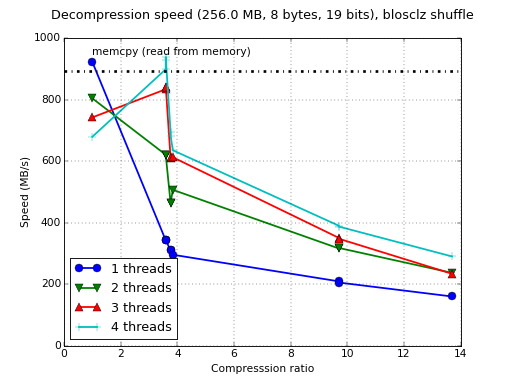 Decompression speed (256.0 MB, 8 bytes, 19 bits), blosclz shuffle
1000
800
600
400
200
0
Speed (MB/s)
memcpy (read from memory)
1 threads
2 threads
3 threads
4 threads
0 2 4 6 8 10 12 14
Compresssion ratio